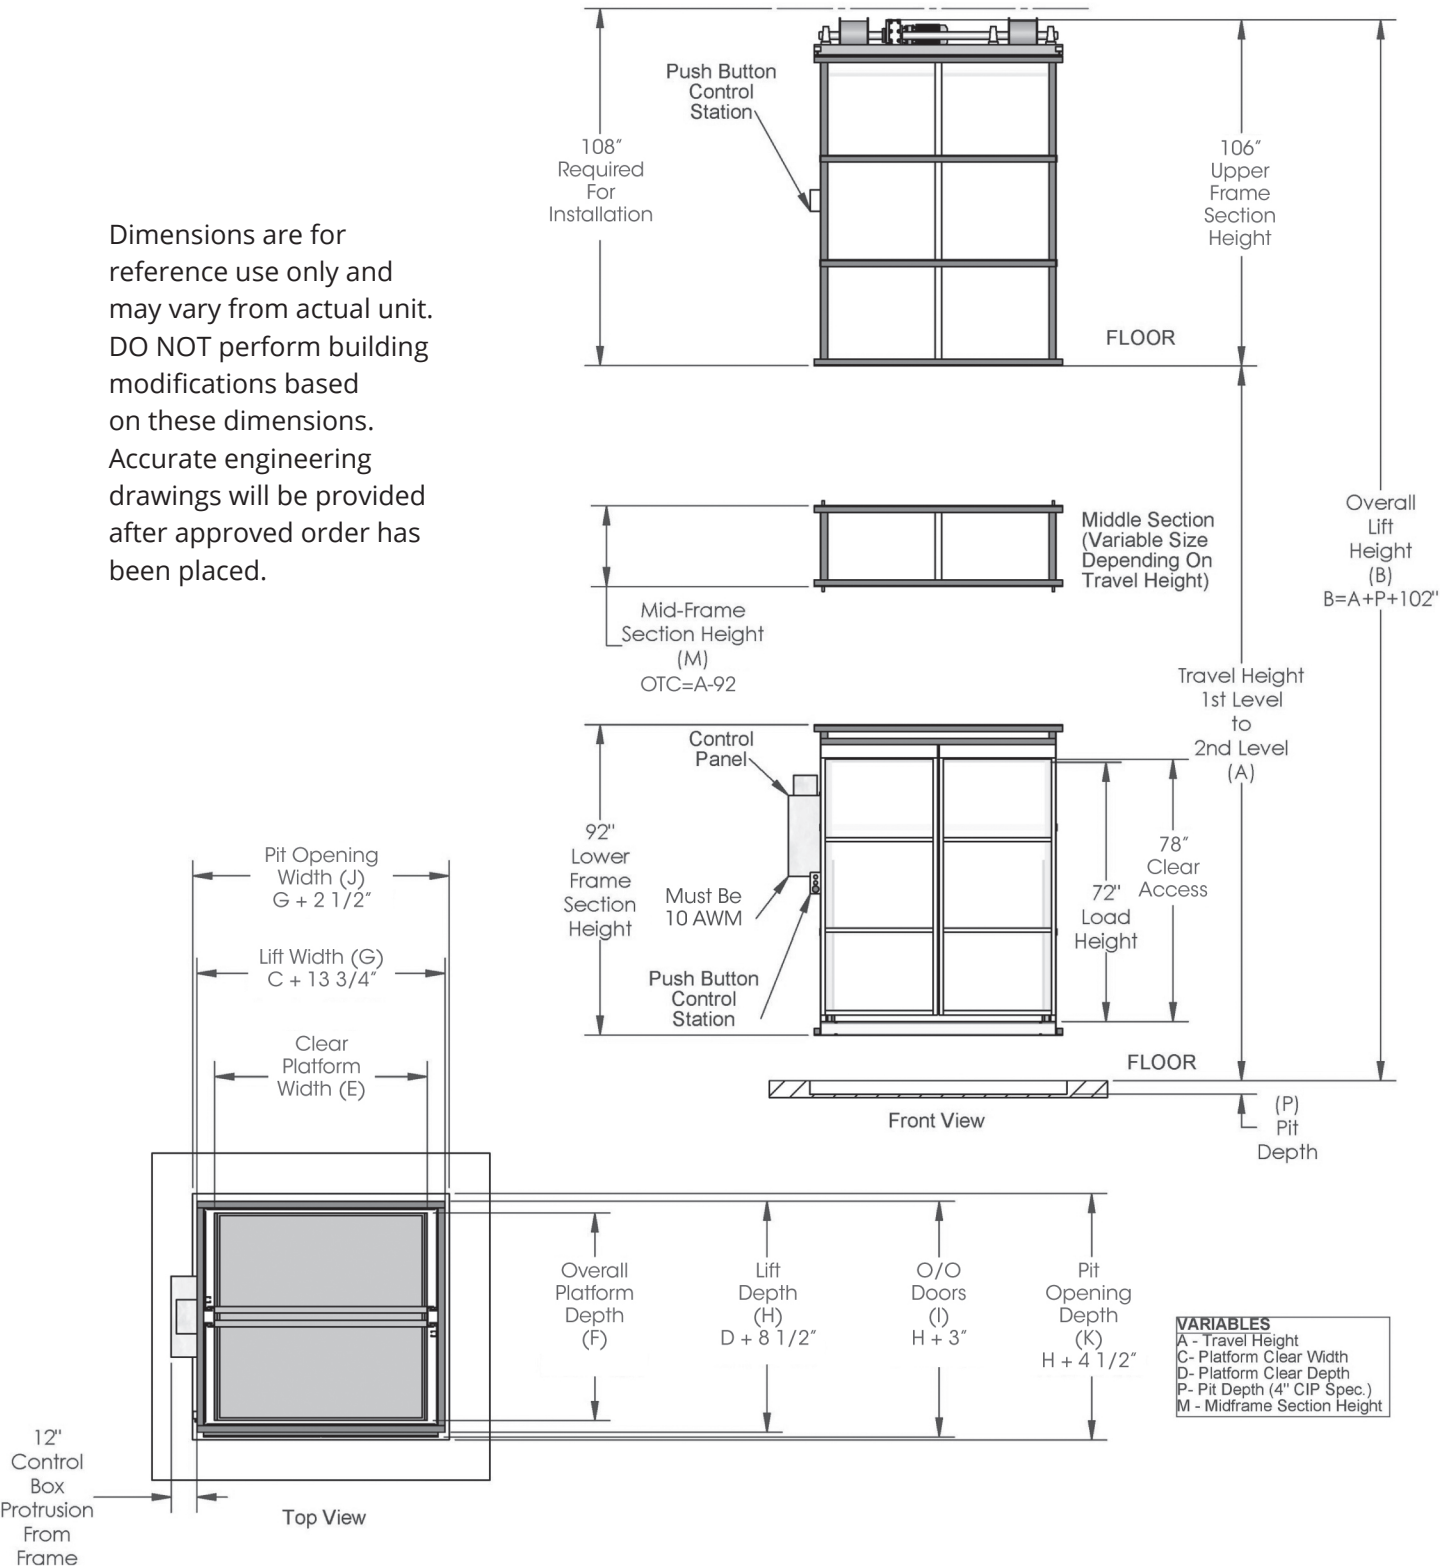 Dimensions are for
reference use only and
may vary from actual unit.
DO NOT perform building
modifications based
on these dimensions.
Accurate engineering
drawings will be provided
after approved order has
been placed.
Push Button
Control
Station
108″
Required
For
Installation
106″
Upper
Frame
Section
Height
FLOOR
Middle Section
(Variable Size
Depending On
Travel Height)
Mid-Frame
Section Height
(M)
OTC=A-92
Overall
Lift
Height
(B)
B=A+P+102"
Travel Height
1st Level
to
2nd Level
(A)
Control
Panel
92"
Lower
Frame
Section
Height
Must Be
10 AWM
Push Button
Control
Station
72"
Load
Height
78″
Clear
Access
FLOOR
Front View
(P)
Pit
Depth
Pit Opening
Width (J)
G + 2 1/2″
Lift Width (G)
C + 13 3/4″
Clear
Platform
Width (E)
Overall
Platform
Depth
(F)
Lift
Depth
(H)
D + 8 1/2″
O/O
Doors
(I)
H + 3″
Pit
Opening
Depth
(K)
H + 4 1/2″
VARIABLES
A - Travel Height
C- Platform Clear Width
D- Platform Clear Depth
P- Pit Depth (4" CIP Spec.)
M - Midframe Section Height
12"
Control
Box
Protrusion
From
Frame
Top View